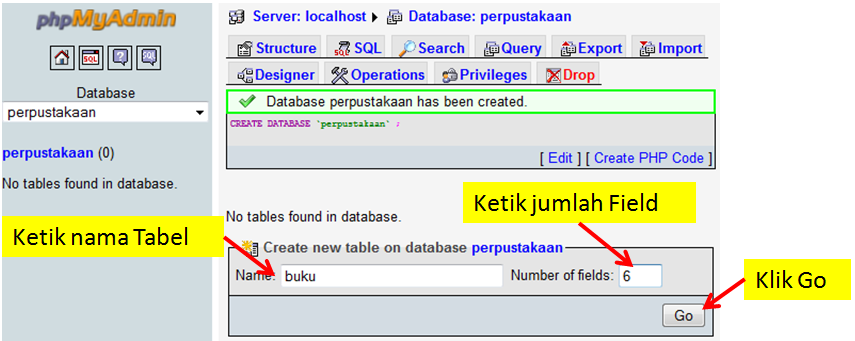 phpMyAdmin
SQL
SQL
Database
perpustakaan
perpustakaan (0)
No tables found in database.
Server: localhost Database: perpustakaan
Structure SQL Search Query Export Import
Designer Operations Privileges Drop
Database perpustakaan has been created.
CREATE DATABASE `perpustakaan` ;
[ Edit ] [ Create PHP Code ]
Ketik jumlah Field
No tables found in database.
Ketik nama Tabel
Create new table on database perpustakaan
Name: buku Number of fields: 6
Klik Go
Go